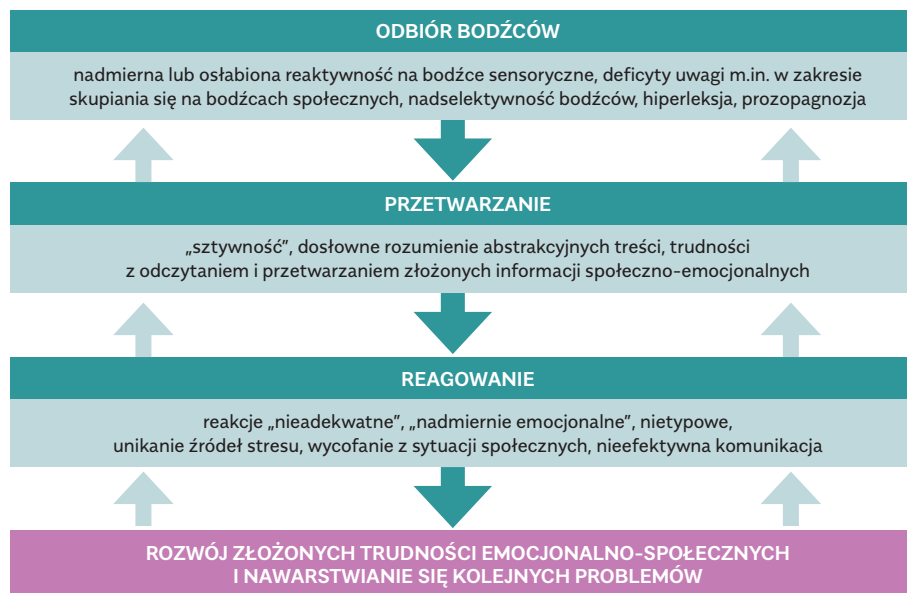 ODBIÓR BODŹCÓW
nadmierna lub osłabiona reaktywność na bodźce sensoryczne, deficyty uwagi m.in. w zakresie
skupiania się na bodźcach społecznych, nadselektywność bodźców, hiperleksja, prozopagnozja
PRZETWARZANIE
„sztywność”, dosłowne rozumienie abstrakcyjnych treści, trudności
z odczytaniem i przetwarzaniem złożonych informacji społeczno-emocjonalnych
REAGOWANIE
reakcje „nieadekwatne”, „nadmiernie emocjonalne”, nietypowe,
unikanie źródeł stresu, wycofanie z sytuacji społecznych, nieefektywna komunikacja
ROZWÓJ ZŁOŻONYCH TRUDNOŚCI EMOCJONALNO-SPOŁECZNYCH
I NAWARSTWIANIE SIĘ KOLEJNYCH PROBLEMÓW